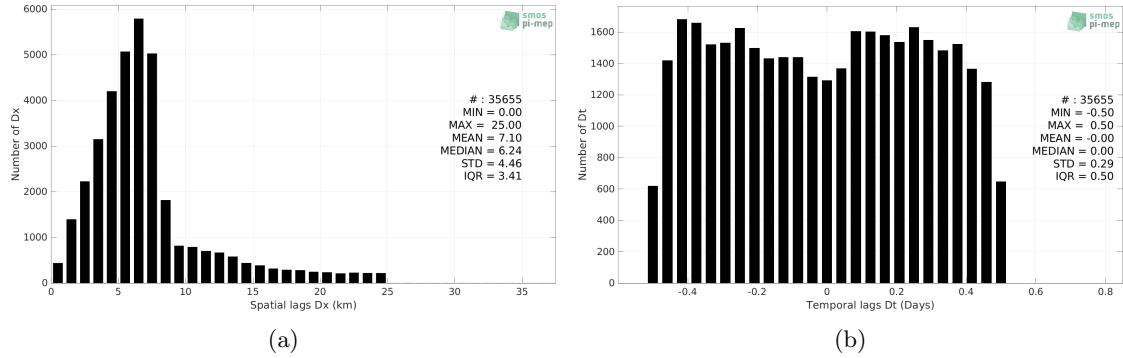 smos
pi-mep
6000
5000
4000
3000
2000
1000
0
Number of Dx
# : 35655
MIN = 0.00
MAX = 25.00
MEAN = 7.10
MEDIAN = 6.24
STD = 4.46
IQR = 3.41
0 5 10 15 20 25 30 35
Spatial lags Dx (km)
(a)
smos
pi-mep
1600
1400
1200
1000
800
600
400
200
0
Number of Dt
# : 35655
MIN = -0.50
MAX = 0.50
MEAN = -0.00
MEDIAN = 0.00
STD = 0.29
IQR = 0.50
-0.4 -0.2 0 0.2 0.4 0.6 0.8
Temporal lags Dt (Days)
(b)